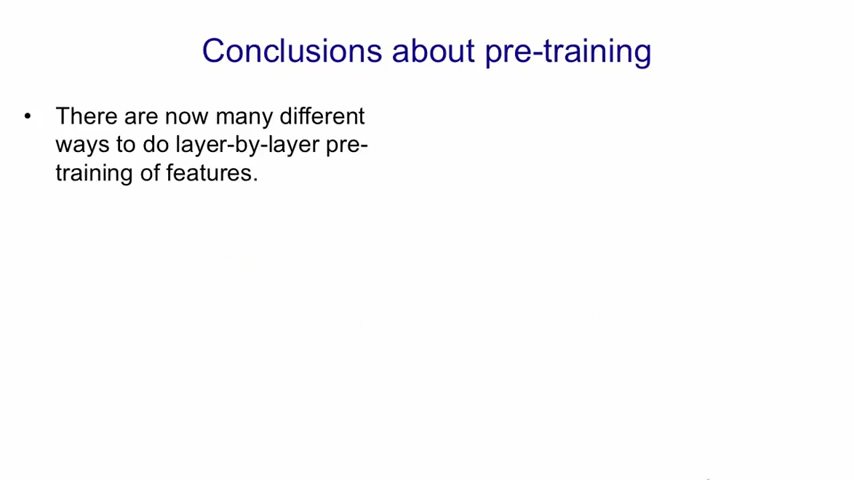 Conclusions about pre-training
• There are now many different
ways to do layer-by-layer pre-
training of features.